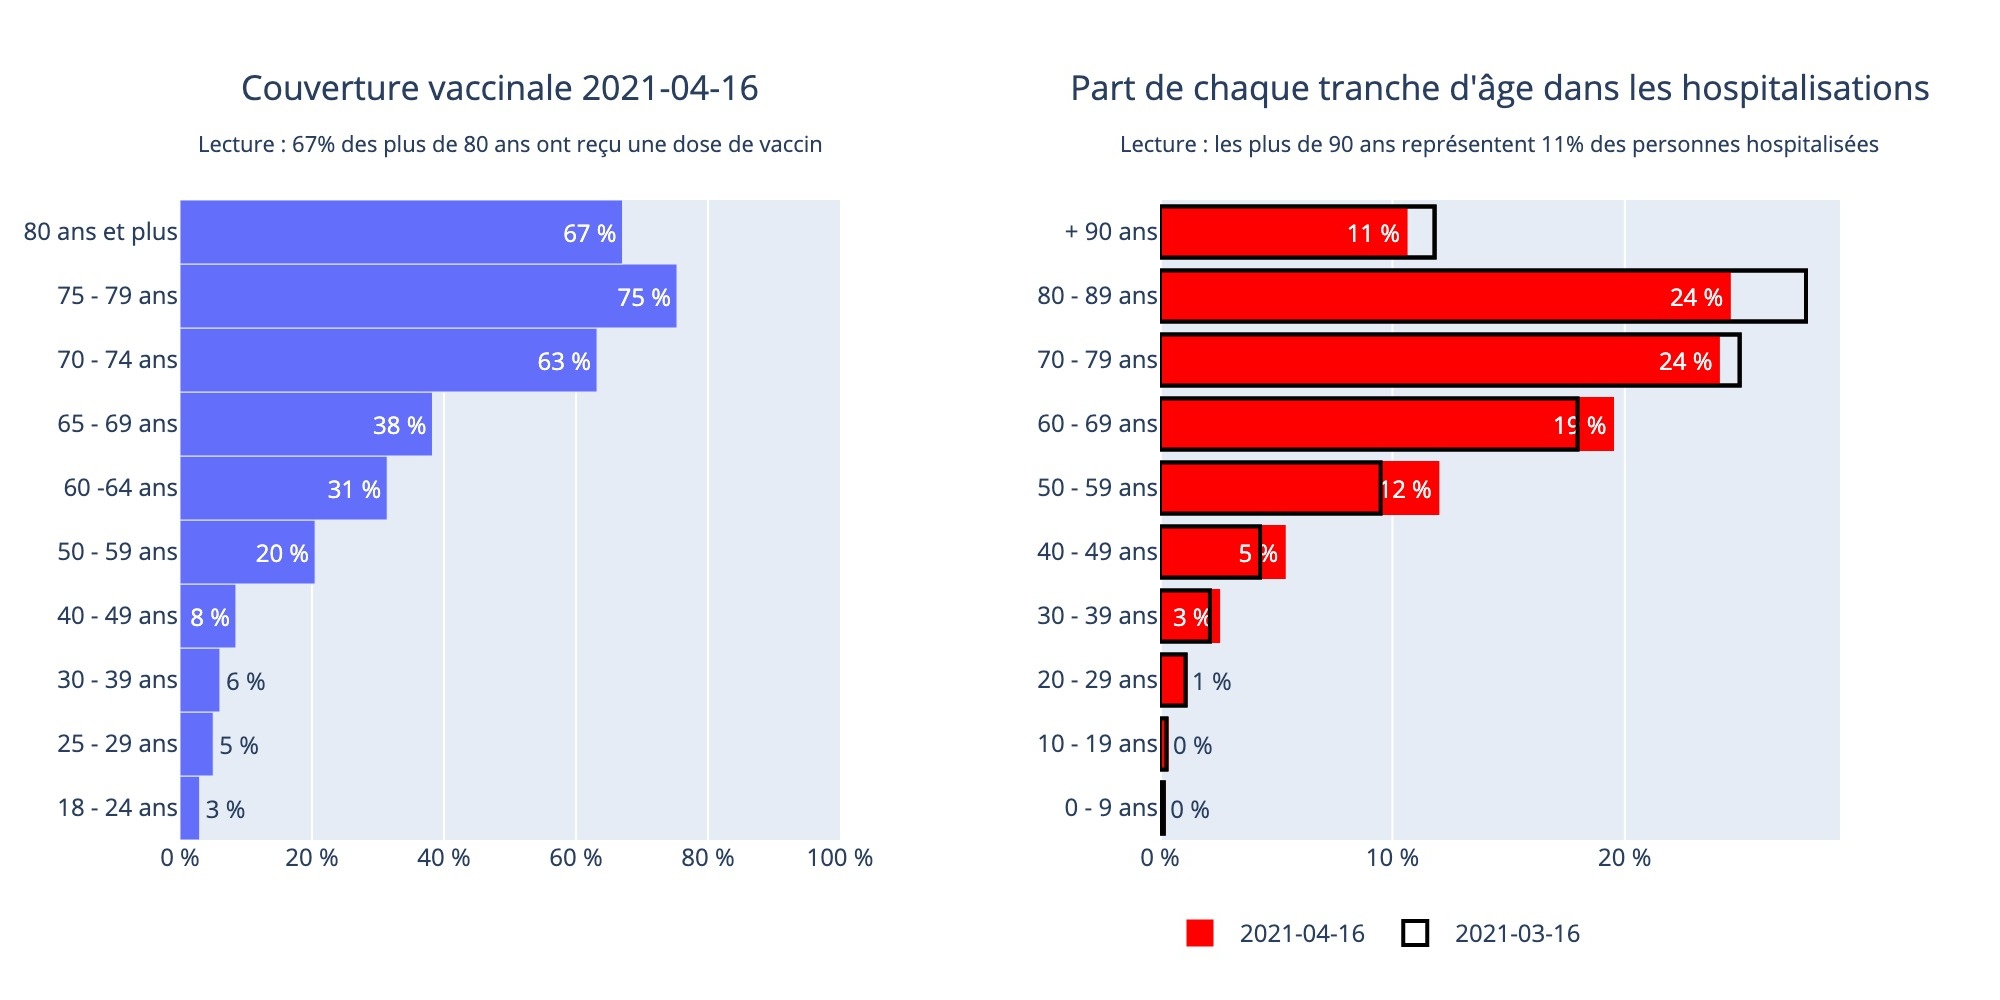 Couverture vaccinale 2021-04-16
Lecture : 67% des plus de 80 ans ont reçu une dose de vaccin
80 ans et plus 67 %
75 - 79 ans 75 %
70 - 74 ans 63 %
65 - 69 ans 38 %
60 -64 ans 31 %
50 - 59 ans 20 %
40 - 49 ans 8 %
30 - 39 ans 6 %
25 - 29 ans 5 %
18 - 24 ans 3 %
0 % 20 % 40 % 60 % 80 % 100 %
Part de chaque tranche d'âge dans les hospitalisations
Lecture : les plus de 90 ans représentent 11% des personnes hospitalisées
+ 90 ans 11 %
80 - 89 ans 24 %
70 - 79 ans 24 %
60 - 69 ans 19 %
50 - 59 ans 12 %
40 - 49 ans 5 %
30 - 39 ans 3 %
20 - 29 ans 1 %
10 - 19 ans 0 %
0 - 9 ans 0 %
0 % 10 % 20 %
2021-04-16 2021-03-16